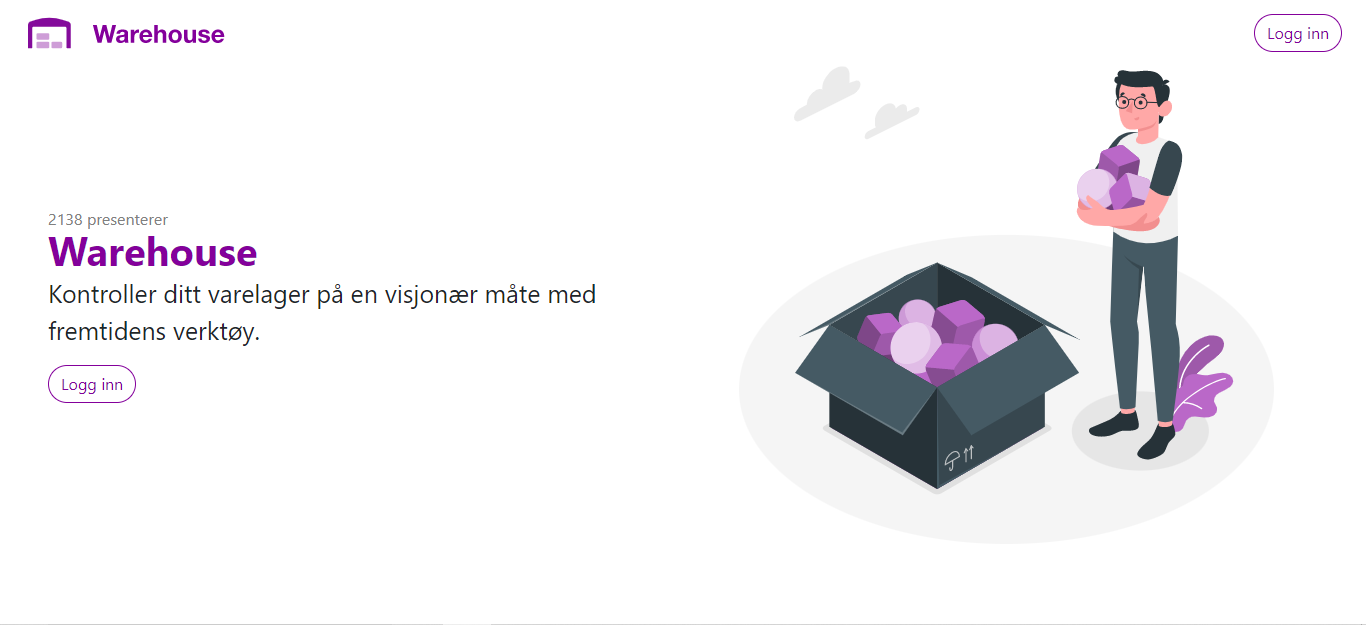 Warehouse
Logg inn
2138 presenterer
Warehouse
Kontroller ditt varelager på en visjonær måte med
fremtidens verktøy.
Logg inn